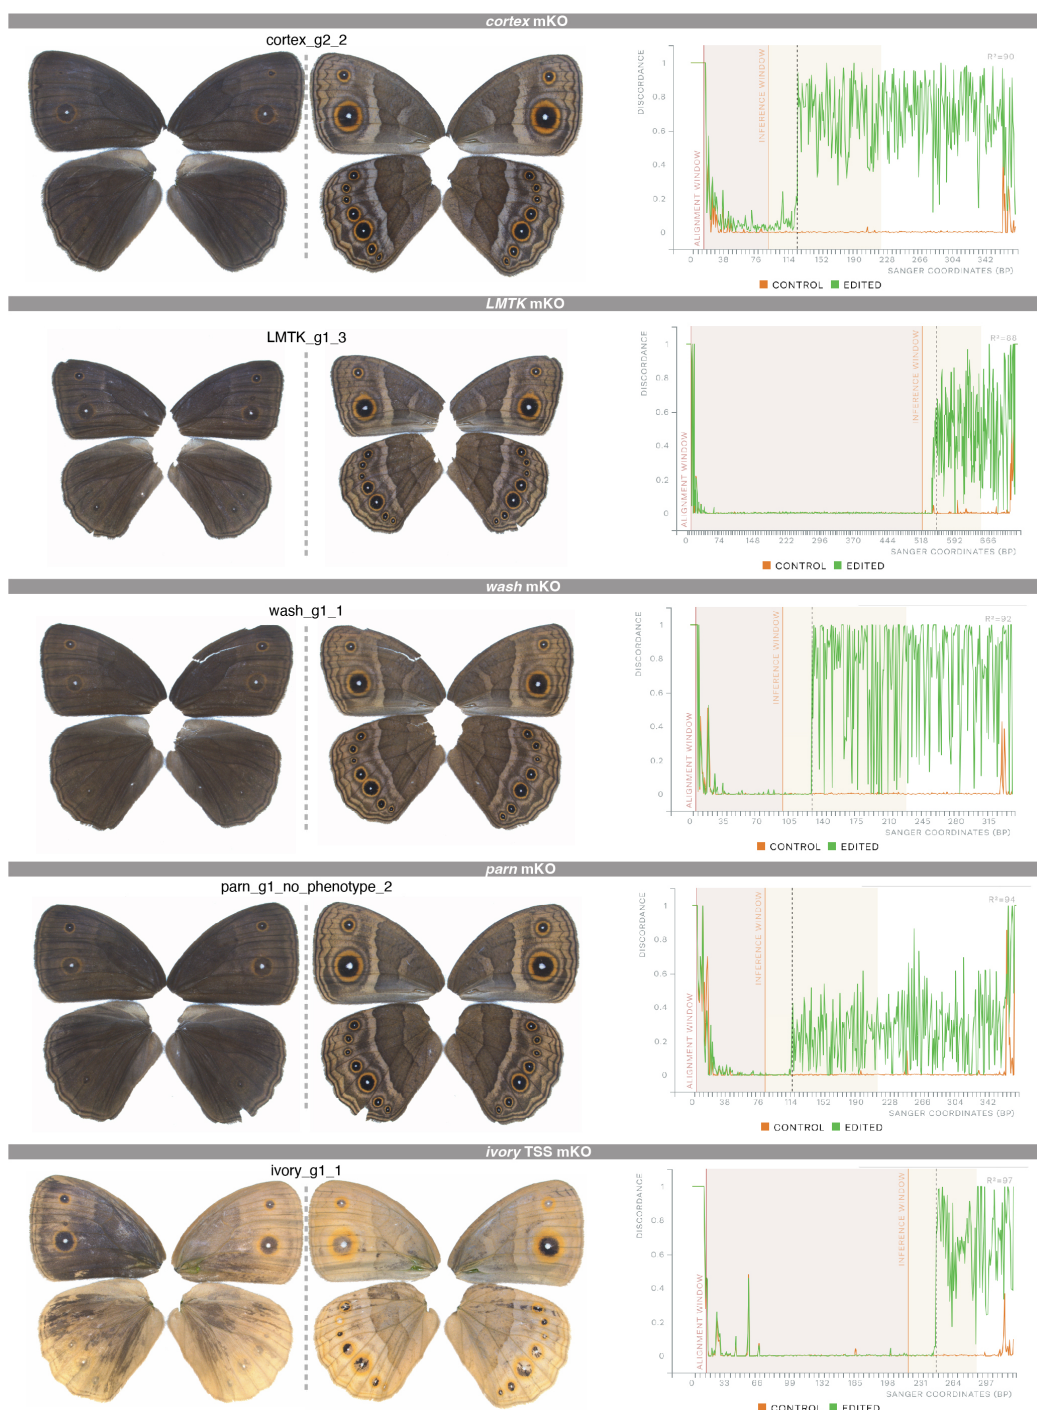 cortex mKO
cortex_g2_2
DISCORDANCE
1
0.8
0.6
0.4
0.2
0
ALIGNMENT WINDOW
INFERENCE WINDOW
R²=90
0 38 76 114 152 190 228 266 304 342
SANGER COORDINATES (BP)
CONTROL EDITED
LMTK mKO
LMTK_g1_3
DISCORDANCE
1
0.8
0.6
0.4
0.2
0
ALIGNMENT WINDOW
INFERENCE WINDOW
R²=88
0 74 148 222 296 370 444 518 592 666
SANGER COORDINATES (BP)
CONTROL EDITED
wash mKO
wash_g1_1
DISCORDANCE
1
0.8
0.6
0.4
0.2
0
ALIGNMENT WINDOW
INFERENCE WINDOW
R²=92
0 35 70 105 140 175 210 245 280 315
SANGER COORDINATES (BP)
CONTROL EDITED
parn mKO
parn_g1_no_phenotype_2
DISCORDANCE
1
0.8
0.6
0.4
0.2
0
ALIGNMENT WINDOW
INFERENCE WINDOW
R²=94
0 38 76 114 152 190 228 266 304 342
SANGER COORDINATES (BP)
CONTROL EDITED
ivory TSS mKO
ivory_g1_1
DISCORDANCE
1
0.8
0.6
0.4
0.2
0
ALIGNMENT WINDOW
INFERENCE WINDOW
R²=97
0 33 66 99 132 165 198 231 264 297
SANGER COORDINATES (BP)
CONTROL EDITED